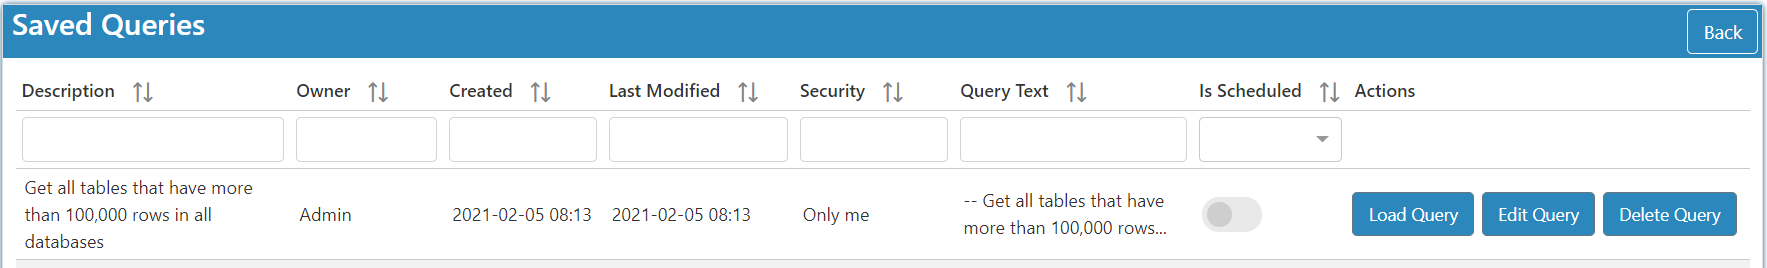 Saved Queries
Back
Description Owner Created Last Modified Security Query Text Is Scheduled Actions
Get all tables that have more
than 100,000 rows in all
databases
Admin
2021-02-05 08:13
2021-02-05 08:13
Only me
-- Get all tables that have
more than 100,000 rows...
Load Query
Edit Query
Delete Query